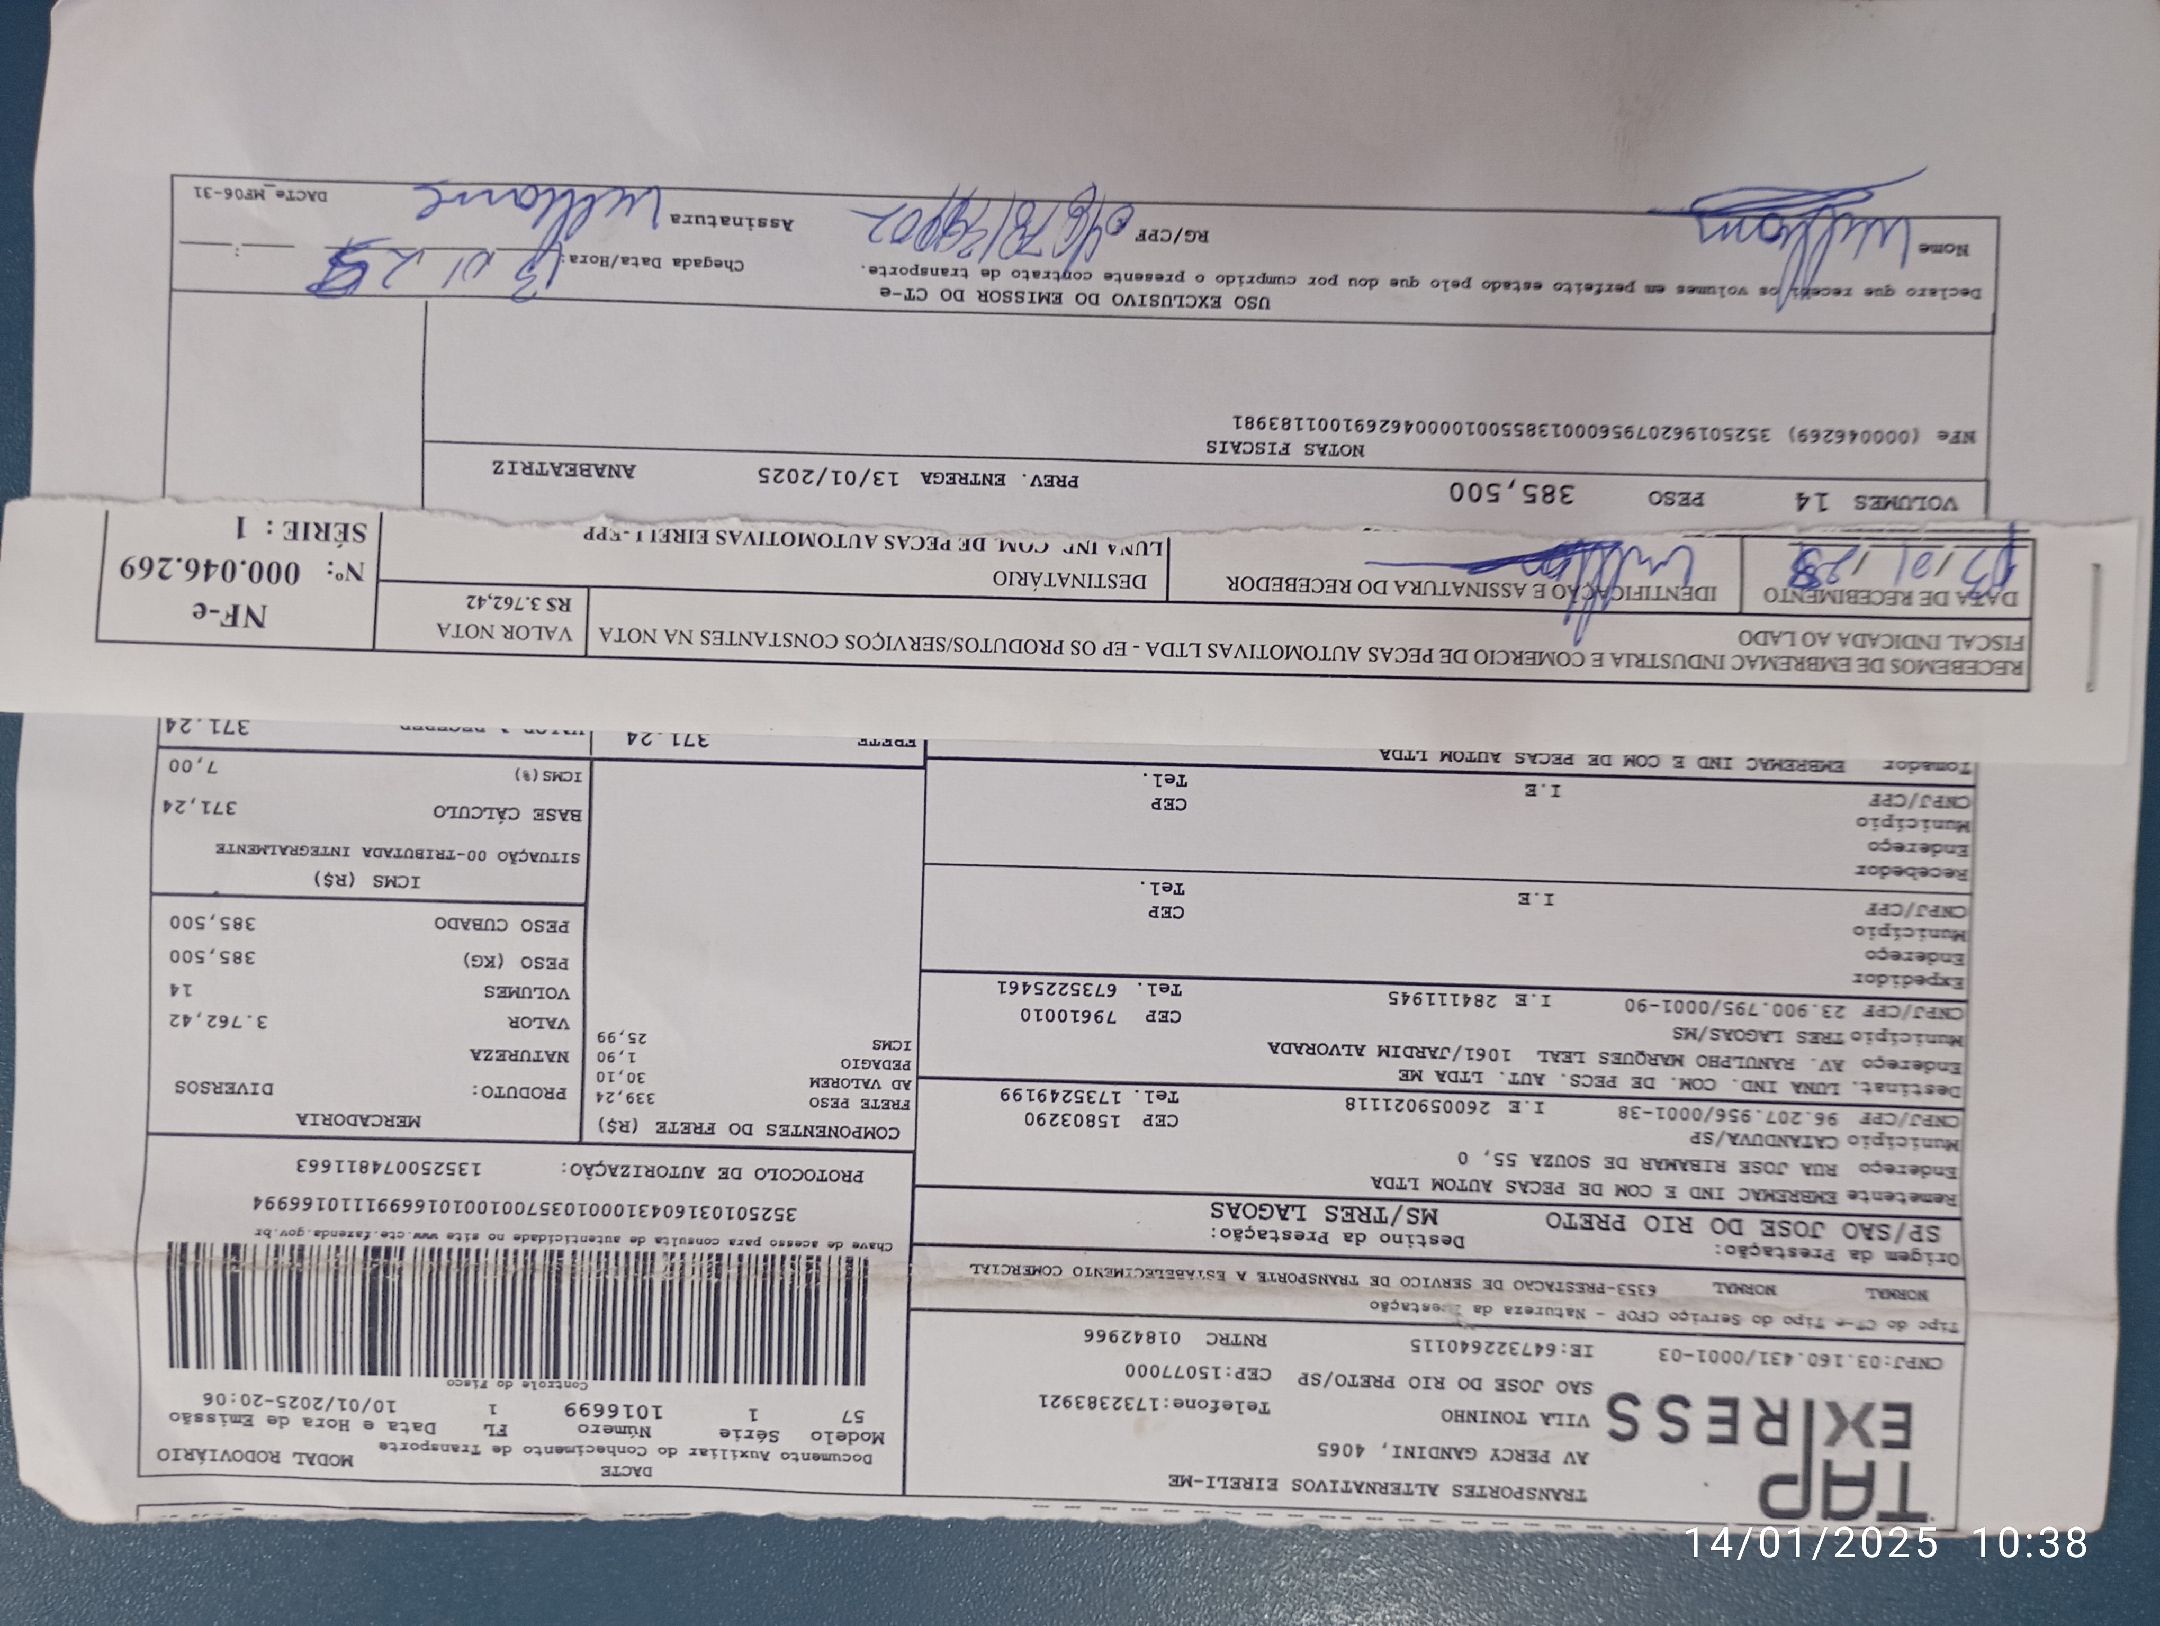 TAP
EXPRESS
TRANSPORTES ALTERNATIVOS EIRELI-ME
AV PERCY GANDINI, 4065
VILA TONINHO Telefone:1732383921
SAO JOSE DO RIO PRETO/SP CEP:15077000
CNPJ:03.160.431/0001-03 IE:647322640115 RNTRC 01842966
Tipo do CT-e Tipo do Serviço CFOP - Natureza da Prestação
NORMAL NORMAL 6353-PRESTACAO DE SERVICO DE TRANSPORTE A ESTABELECIMENTO COMERCIAL
Origem da Prestação: Destino da Prestação:
SP/SAO JOSE DO RIO PRETO MS/TRES LAGOAS
Remetente EMBREMAC IND E COM DE PECAS AUTOM LTDA
Endereço RUA JOSE RIBAMAR DE SOUZA 55, 0
Município CATANDUVA/SP CEP 15803290
CNPJ/CPF 96.207.956/0001-38 I.E 260059021118 Tel. 1735249199
Destinat. LUNA IND. COM. DE PECS. AUT. LTDA ME
Endereço AV. RANULPHO MARQUES LEAL 1061/JARDIM ALVORADA
Município TRES LAGOAS/MS CEP 79610010
CNPJ/CPF 23.900.795/0001-90 I.E 284111945 Tel. 6735225461
Expedidor
Endereço
Município CEP
CNPJ/CPF I.E Tel.
Recebedor
Endereço
Município CEP
CNPJ/CPF I.E Tel.
Tomador EMBREMAC IND E COM DE PECAS AUTOM LTDA
DACTE MODAL RODOVIÁRIO
Documento Auxiliar do Conhecimento de Transporte
Modelo Série Número FL Data e Hora de Emissão
57 1 1016699 1 10/01/2025-20:06
Controle do Fisco
Chave de acesso para consulta de autenticidade no site www.cte.fazenda.gov.br
35250103160431000103570010010166991110166994
PROTOCOLO DE AUTORIZAÇÃO: 135250074811663
COMPONENTES DO FRETE (R$)
FRETE PESO 339,24
AD VALOREM 30,10
PEDAGIO 1,90
ICMS 25,99
FRETE 371,24
MERCADORIA
PRODUTO: DIVERSOS
NATUREZA
VALOR 3.762,42
VOLUMES 14
PESO (KG) 385,500
PESO CUBADO 385,500
ICMS (R$)
SITUAÇÃO 00-TRIBUTADA INTEGRALMENTE
BASE CÁLCULO 371,24
ICMS(%) 7,00
VALOR A RECEBER 371,24
RECEBEMOS DE EMBREMAC INDUSTRIA E COMERCIO DE PECAS AUTOMOTIVAS LTDA - EP OS PRODUTOS/SERVIÇOS CONSTANTES NA NOTA
FISCAL INDICADA AO LADO
VALOR NOTA
R$ 3.762,42
NF-e
Nº: 000.046.269
SÉRIE : 1
DATA DE RECEBIMENTO IDENTIFICAÇÃO E ASSINATURA DO RECEBEDOR DESTINATÁRIO
13/01/25 William LUNA IND. COM. DE PECAS AUTOMOTIVAS EIRELI - EPP
VOLUMES 14 PESO 385,500 PREV. ENTREGA 13/01/2025 ANABEATRIZ
NOTAS FISCAIS
NFe (000046269) 35250196207956000138550010000462691001183981
USO EXCLUSIVO DO EMISSOR DO CT-e
Declaro que recebi os volumes em perfeito estado pelo que dou por cumprido o presente contrato de transporte.
Chegada Data/Hora: 13 01 25 :
Nome William RG/CPF Assinatura William
DACTe_MF06-31
14/01/2025 10:38